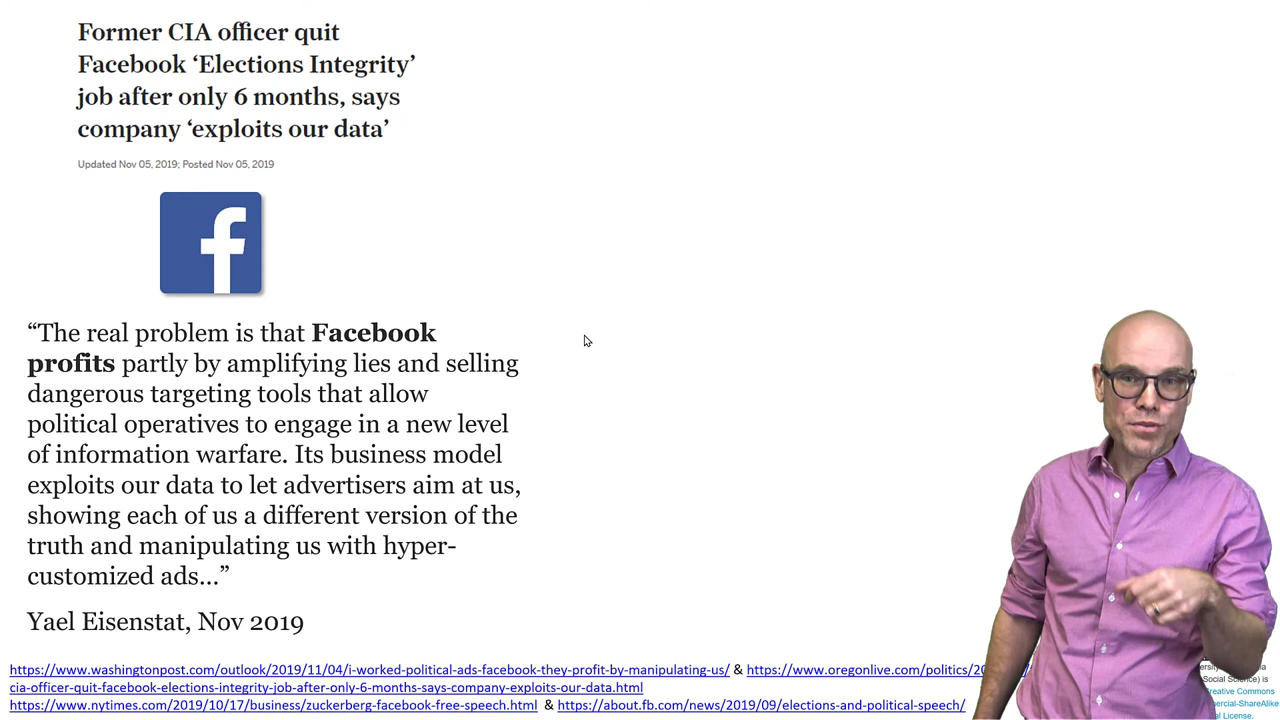 Former CIA officer quit
Facebook ‘Elections Integrity’
job after only 6 months, says
company ‘exploits our data’
Updated Nov 05, 2019; Posted Nov 05, 2019
“The real problem is that Facebook
profits partly by amplifying lies and selling
dangerous targeting tools that allow
political operatives to engage in a new level
of information warfare. Its business model
exploits our data to let advertisers aim at us,
showing each of us a different version of the
truth and manipulating us with hyper-
customized ads...”
Yael Eisenstat, Nov 2019
https://www.washingtonpost.com/outlook/2019/11/04/i-worked-political-ads-facebook-they-profit-by-manipulating-us/ & https://www.oregonlive.com/politics/20
cia-officer-quit-facebook-elections-integrity-job-after-only-6-months-says-company-exploits-our-data.html
https://www.nytimes.com/2019/10/17/business/zuckerberg-facebook-free-speech.html & https://about.fb.com/news/2019/09/elections-and-political-speech/
Social Science) is
Creative Commons
License.